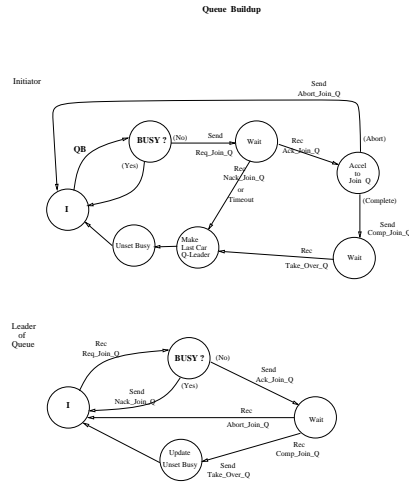 Queue Buildup
Initiator
Send
Abort_Join_Q
QB
BUSY ?
(No)
Send
Req_Join_Q
Wait
Rec
Ack_Join_Q
(Abort)
Accel
to
Join Q
(Yes)
Rec
Nack_Join_Q
or
Timeout
(Complete)
I
Send
Comp_Join_Q
Unset Busy
Make
Last Car
Q-Leader
Rec
Take_Over_Q
Wait
Leader
of
Queue
Rec
Req_Join_Q
BUSY ?
(No)
Send
Ack_Join_Q
(Yes)
Send
Nack_Join_Q
I
Rec
Abort_Join_Q
Wait
Rec
Comp_Join_Q
Update
Unset Busy
Send
Take_Over_Q